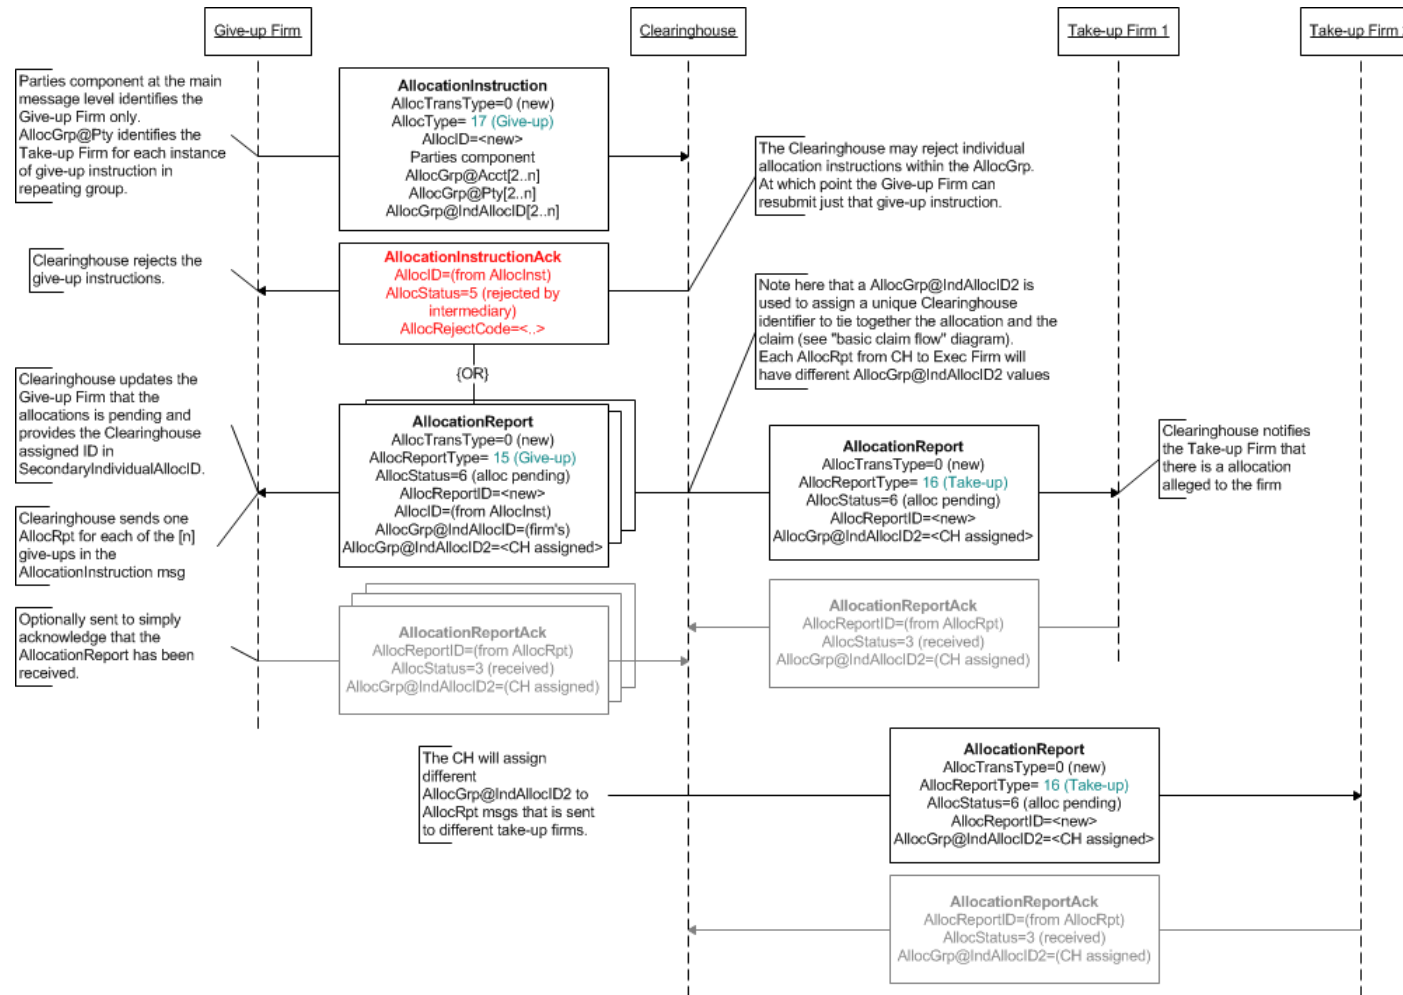 Give-up Firm
Clearinghouse
Take-up Firm 1
Take-up Firm
Parties component at the main
message level identifies the
Give-up Firm only.
AllocGrp@Pty identifies the
Take-up Firm for each instance
of give-up instruction in
repeating group.
AllocationInstruction
AllocTransType=0 (new)
AllocType= 17 (Give-up)
AllocID=<new>
Parties component
AllocGrp@Acct[2..n]
AllocGrp@Pty[2..n]
AllocGrp@IndAllocID[2..n]
The Clearinghouse may reject individual
allocation instructions within the AllocGrp.
At which point the Give-up Firm can
resubmit just that give-up instruction.
Clearinghouse rejects the
give-up instructions.
AllocationInstructionAck
AllocID=(from AllocInst)
AllocStatus=5 (rejected by
intermediary)
AllocRejectCode=<..>
Note here that a AllocGrp@IndAllocID2 is
used to assign a unique Clearinghouse
identifier to tie together the allocation and the
claim (see "basic claim flow" diagram).
Each AllocRpt from CH to Exec Firm will
have different AllocGrp@IndAllocID2 values
{OR}
Clearinghouse updates the
Give-up Firm that the
allocations is pending and
provides the Clearinghouse
assigned ID in
SecondaryIndividualAllocID.
Clearinghouse sends one
AllocRpt for each of the [n]
give-ups in the
AllocationInstruction msg
AllocationReport
AllocTransType=0 (new)
AllocReportType= 15 (Give-up)
AllocStatus=6 (alloc pending)
AllocReportID=<new>
AllocID=(from AllocInst)
AllocGrp@IndAllocID=(firm's)
AllocGrp@IndAllocID2=<CH assigned>
AllocationReport
AllocTransType=0 (new)
AllocReportType= 16 (Take-up)
AllocStatus=6 (alloc pending)
AllocReportID=<new>
AllocGrp@IndAllocID2=<CH assigned>
Clearinghouse notifies
the Take-up Firm that
there is a allocation
alleged to the firm
Optionally sent to simply
acknowledge that the
AllocationReport has been
received.
AllocationReportAck
AllocReportID=(from AllocRpt)
AllocStatus=3 (received)
AllocGrp@IndAllocID2=(CH assigned)
AllocationReportAck
AllocReportID=(from AllocRpt)
AllocStatus=3 (received)
AllocGrp@IndAllocID2=(CH assigned)
The CH will assign
different
AllocGrp@IndAllocID2 to
AllocRpt msgs that is sent
to different take-up firms.
AllocationReport
AllocTransType=0 (new)
AllocReportType= 16 (Take-up)
AllocStatus=6 (alloc pending)
AllocReportID=<new>
AllocGrp@IndAllocID2=<CH assigned>
AllocationReportAck
AllocReportID=(from AllocRpt)
AllocStatus=3 (received)
AllocGrp@IndAllocID2=(CH assigned)